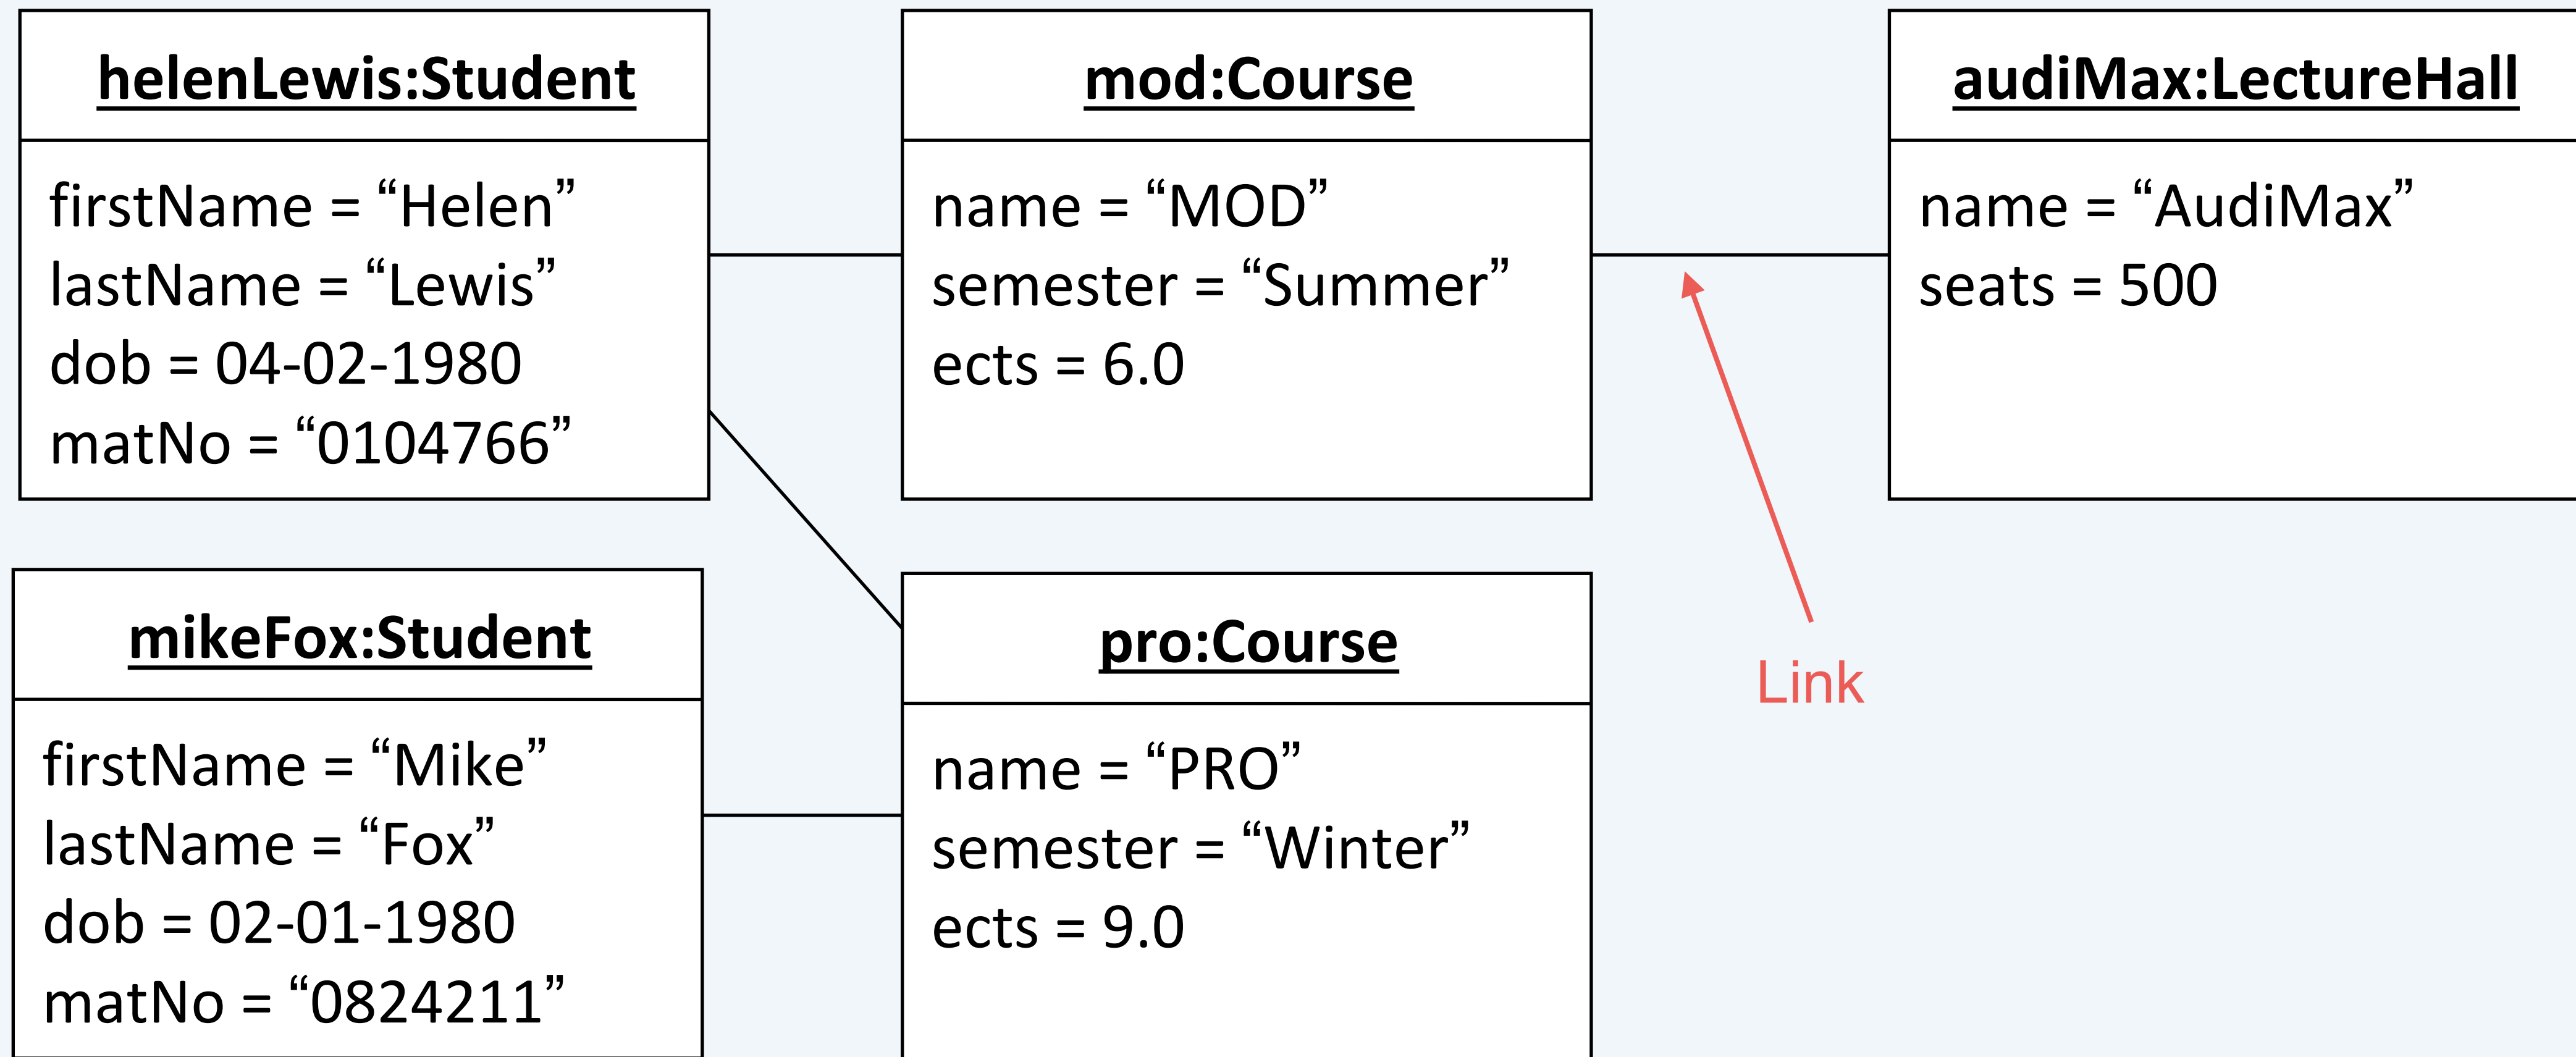 helenLewis:Student
firstName = “Helen”
lastName = “Lewis”
dob = 04-02-1980
matNo = “0104766”
mod:Course
name = “MOD”
semester = “Summer”
ects = 6.0
audiMax:LectureHall
name = “AudiMax”
seats = 500
mikeFox:Student
firstName = “Mike”
lastName = “Fox”
dob = 02-01-1980
matNo = “0824211”
pro:Course
name = “PRO”
semester = “Winter”
ects = 9.0
Link